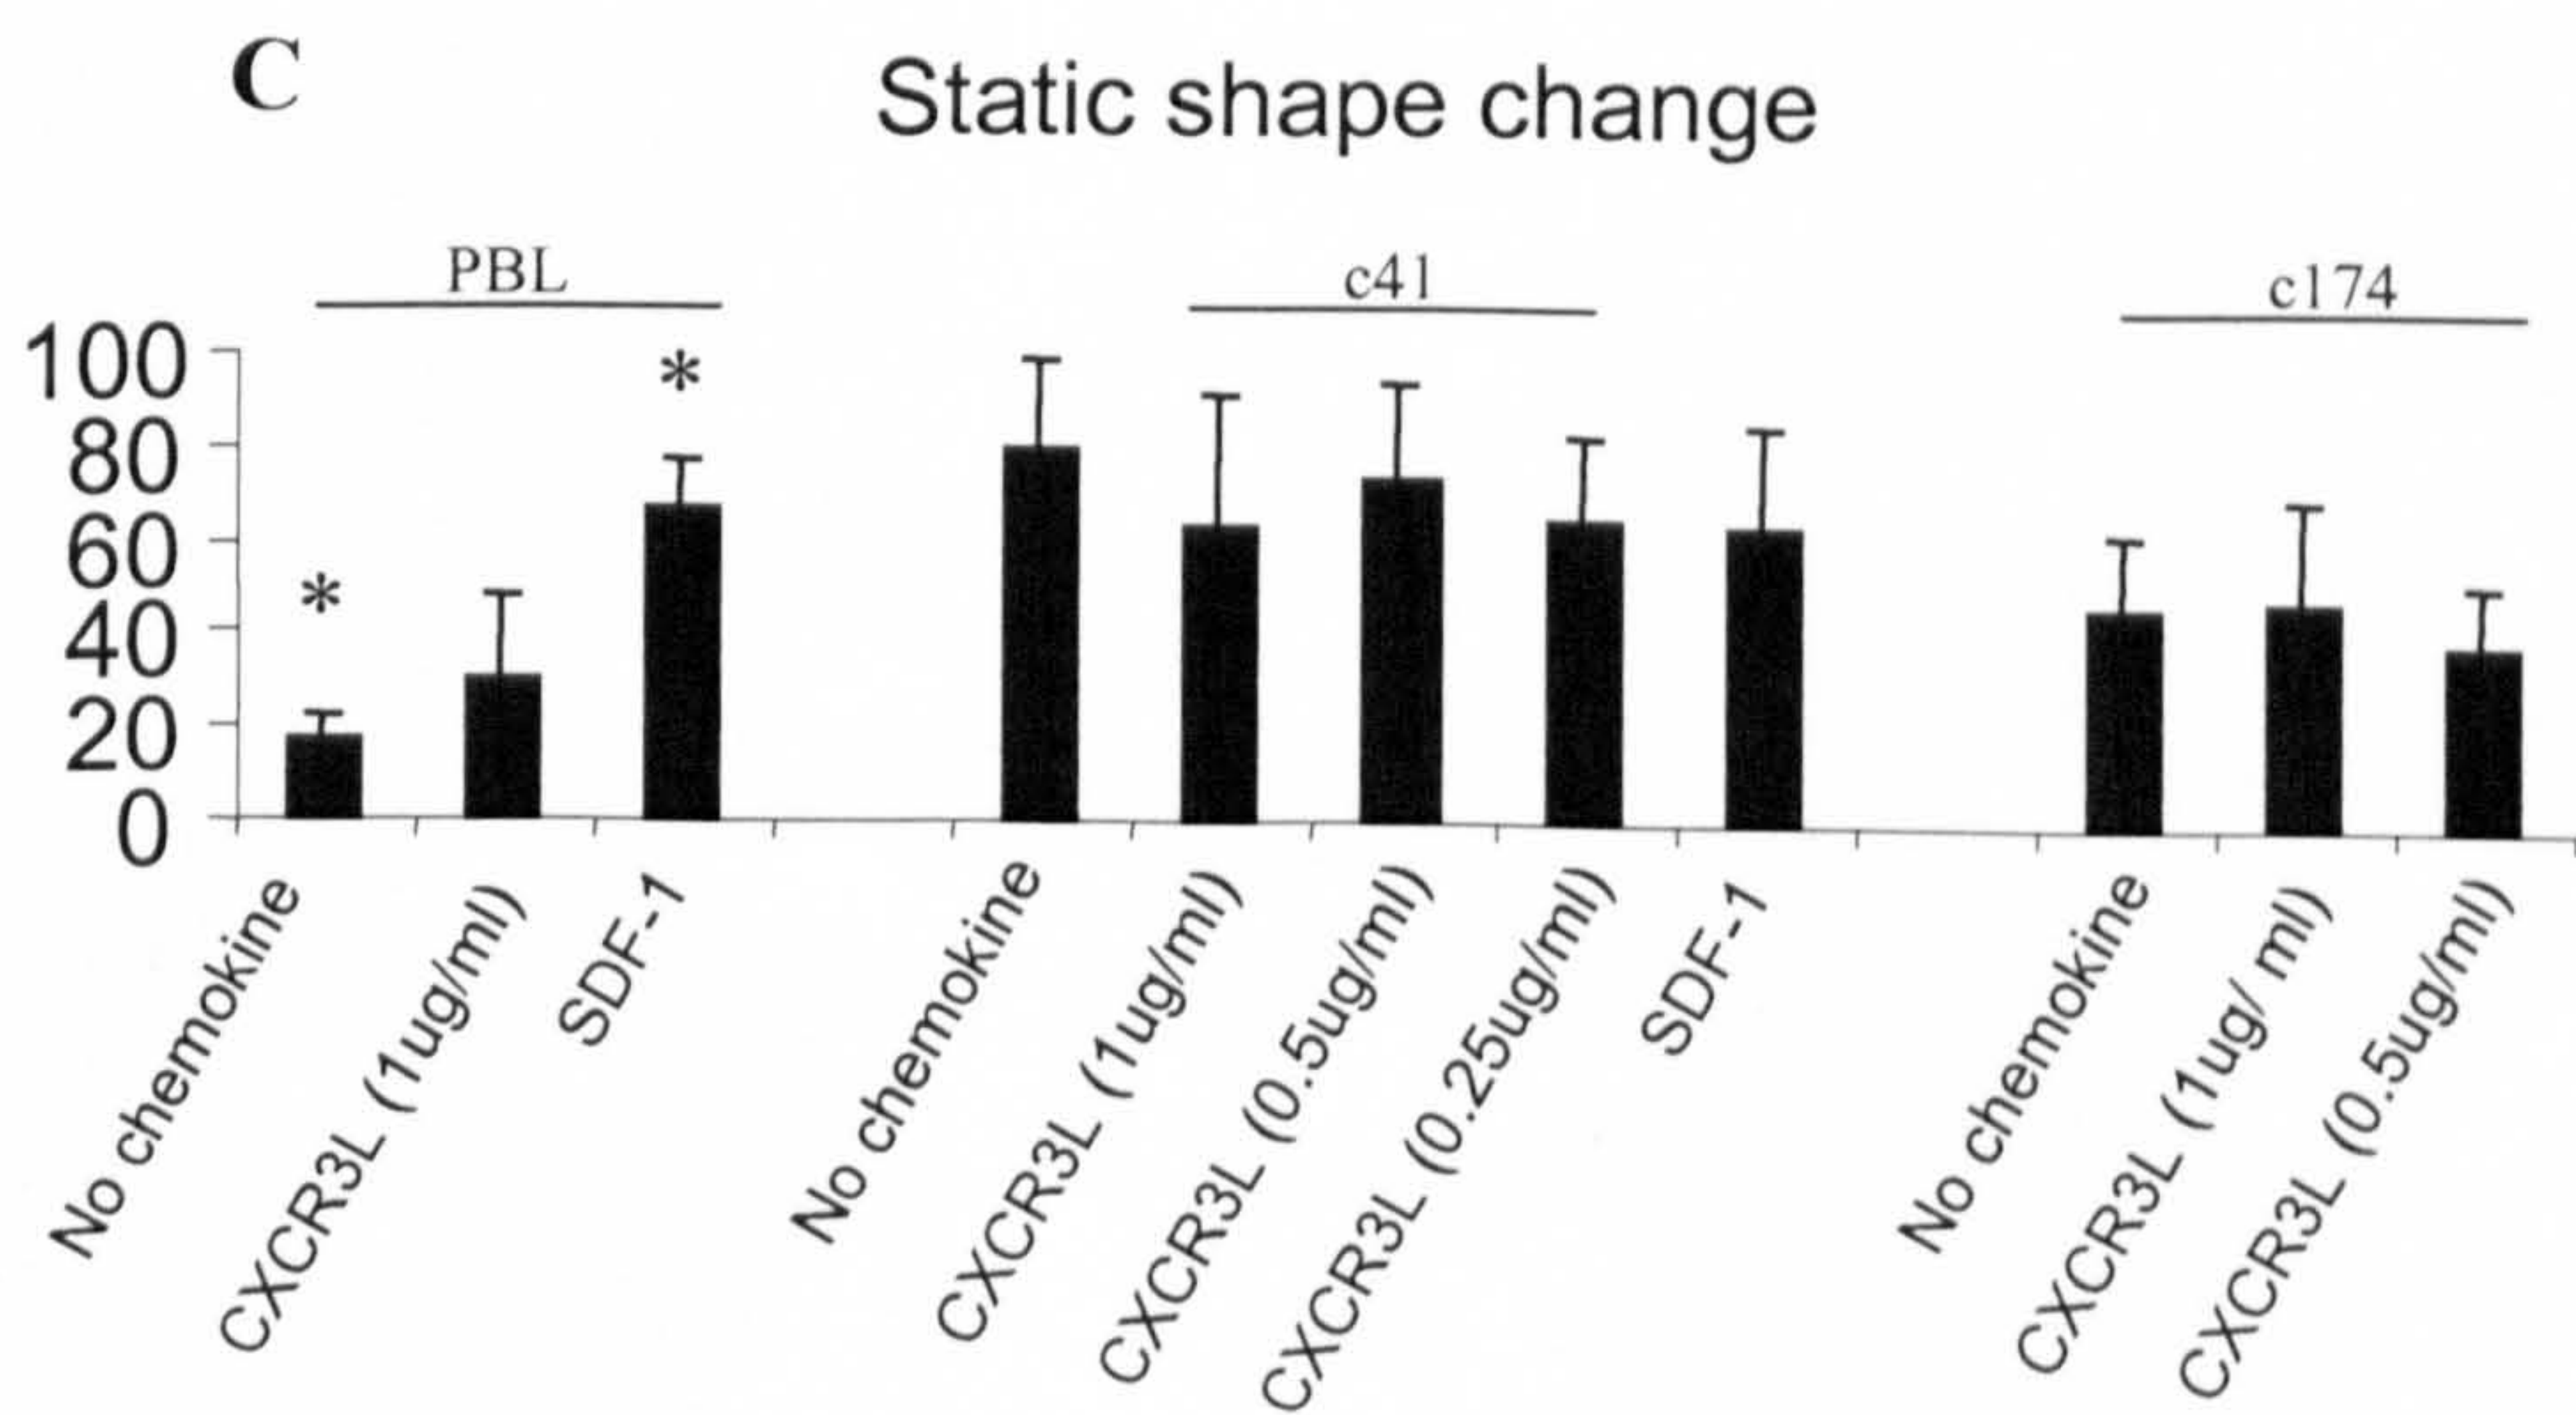 C
Static shape change
PBL
c41
c174
100
80
60
40
20
0
*
*
No chemokine
CXCR3L (1ug/ml)
SDF-1
No chemokine
CXCR3L (1ug/ml)
CXCR3L (0.5ug/ml)
CXCR3L (0.25ug/ml)
SDF-1
No chemokine
CXCR3L (1ug/ ml)
CXCR3L (0.5ug/ml)